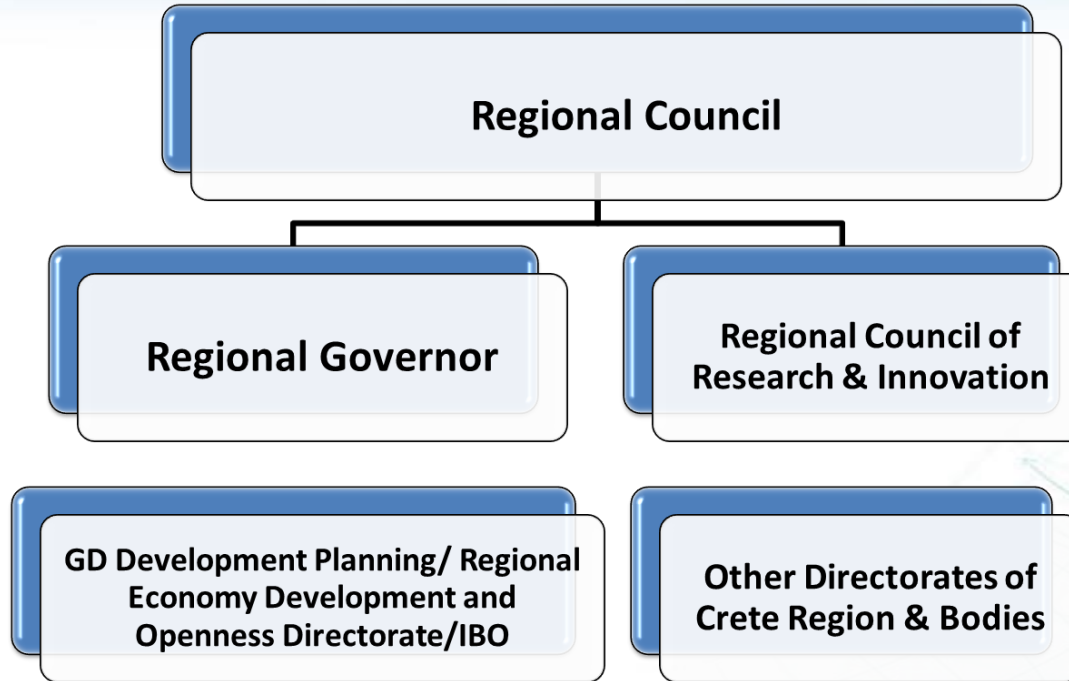 Regional Council
Regional Governor
Regional Council of
Research & Innovation
GD Development Planning/ Regional
Economy Development and
Openness Directorate/IBO
Other Directorates of
Crete Region & Bodies